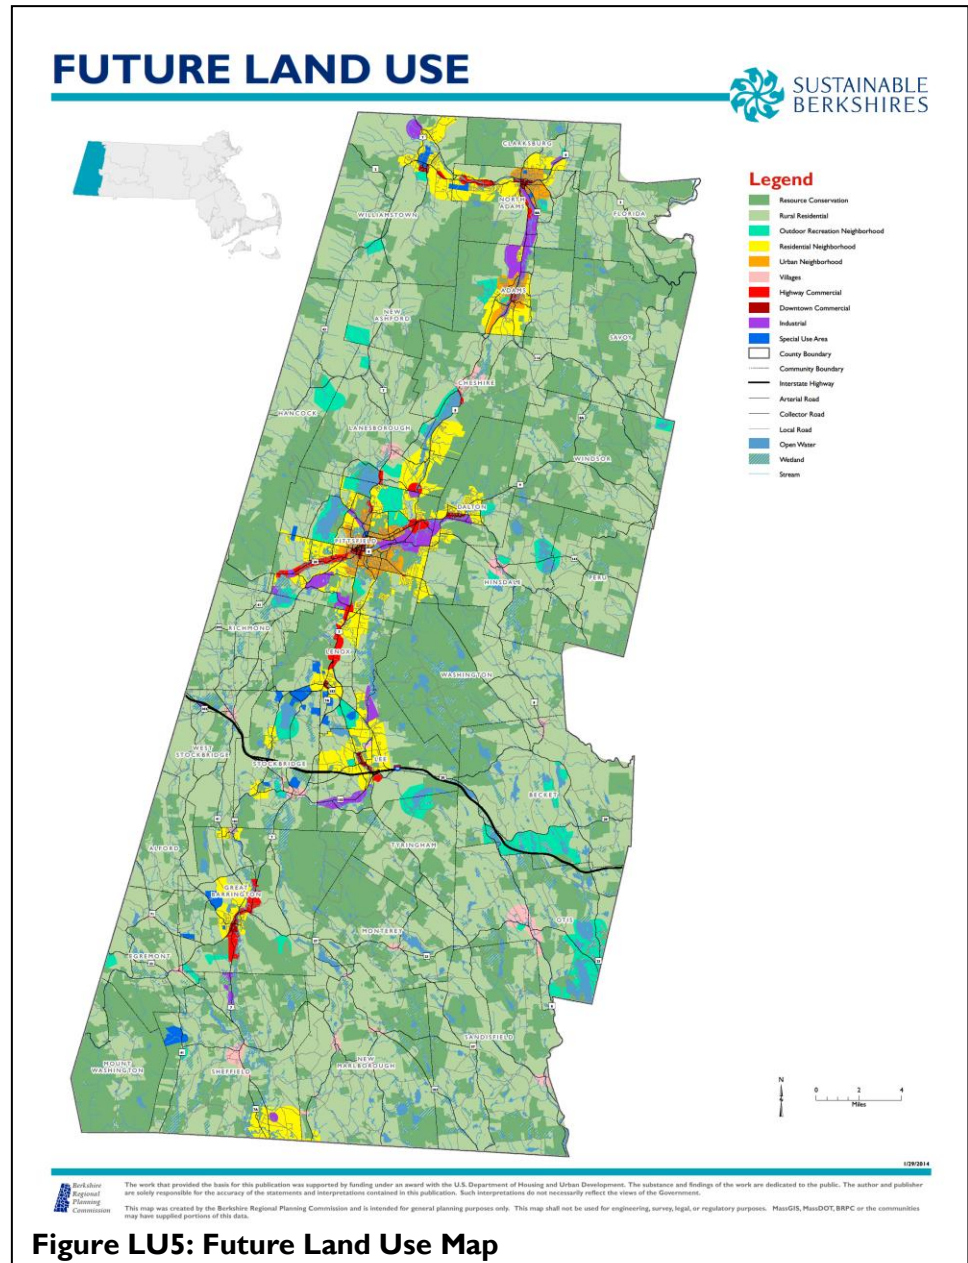 FUTURE LAND USE
SUSTAINABLE
BERKSHIRES
Legend
Resource Conservation
Rural Residential
Outdoor Recreation Neighborhood
Residential Neighborhood
Urban Neighborhood
Villages
Highway Commercial
Downtown Commercial
Industrial
Special Use Area
County Boundary
Community Boundary
Interstate Highway
Arterial Road
Collector Road
Local Road
Open Water
Wetland
Stream
CLARKSBURG
WILLIAMSTOWN
NORTH
ADAMS
FLORIDA
ADAMS
NEW
ASHFORD
SAVOY
CHESHIRE
HANCOCK
LANESBOROUGH
WINDSOR
DALTON
PITTSFIELD
HINSDALE
PERU
RICHMOND
LENOX
WASHINGTON
WEST
STOCKBRIDGE
STOCKBRIDGE
LEE
BECKET
ALFORD
TYRINGHAM
GREAT
BARRINGTON
OTIS
MONTEREY
EGREMONT
SANDISFIELD
MOUNT
WASHINGTON
SHEFFIELD
NEW
MARLBOROUGH
N
0 2 4
Miles
1/29/2014
Berkshire
Regional
Planning
Commission
The work that provided the basis for this publication was supported by funding under an award with the U.S. Department of Housing and Urban Development. The substance and findings of the work are dedicated to the public. The author and publisher
are solely responsible for the accuracy of the statements and interpretations contained in this publication. Such interpretations do not necessarily reflect the views of the Government.
This map was created by the Berkshire Regional Planning Commission and is intended for general planning purposes only. This map shall not be used for engineering, survey, legal, or regulatory purposes. MassGIS, MassDOT, BRPC or the communities
may have supplied portions of this data.
Figure LU5: Future Land Use Map